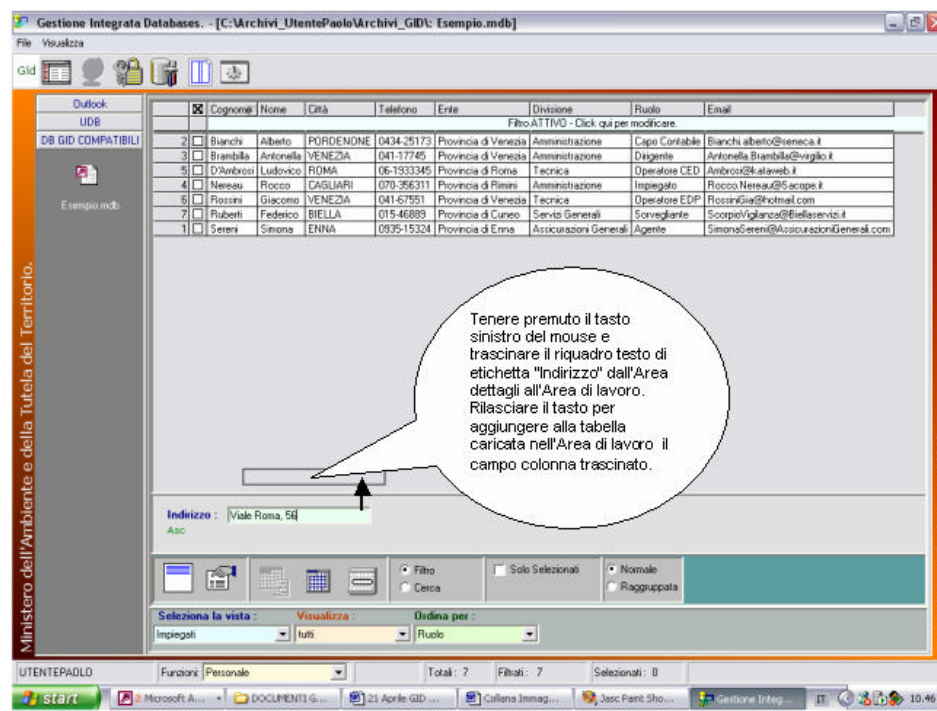 Gestione Integrata Databases. - [C:\Archivi_UtentePaolo\Archivi_GID\: Esempio.mdb]
File Visualizza
GId
Outlook
UDB
DB GID COMPATIBILI
Esempio.mdb
Ministero dell'Ambiente e della Tutela del Territorio.
Cognome Nome Città Telefono Ente Divisione Ruolo Email
Filtro ATTIVO - Click qui per modificare.
2 Bianchi Alberto PORDENONE 0434-25173 Provincia di Venezia Amministrazione Capo Contabile Bianchi.alberto@seneca.it
3 Brambilla Antonella VENEZIA 041-17745 Provincia di Venezia Amministrazione Dirigente Antonella.Brambilla@virgilio.it
5 D'Ambrosi Ludovico ROMA 06-1933345 Provincia di Roma Tecnica Operatore CED Ambrosi@kataweb.it
4 Nereau Rocco CAGLIARI 070-356311 Provincia di Rimini Amministrazione Impiegato Rocco.Nereau@Sacope.it
6 Rossini Giacomo VENEZIA 041-67551 Provincia di Venezia Tecnica Operatore EDP RossiniGia@hotmail.com
7 Ruberti Federico BIELLA 015-46889 Provincia di Cuneo Servizi Generali Sorvegliante ScorpioVigilanza@Biellaservizi.it
1 Sereni Simona ENNA 0935-15324 Provincia di Enna Assicurazioni Generali Agente SimonaSereni@AssicurazioniGenerali.com
Tenere premuto il tasto
sinistro del mouse e
trascinare il riquadro testo di
etichetta "Indirizzo" dall'Area
dettagli all'Area di lavoro.
Rilasciare il tasto per
aggiungere alla tabella
caricata nell'Area di lavoro il
campo colonna trascinato.
Indirizzo : Viale Roma, 56
Asc
Filtro
Cerca
Solo Selezionati
Normale
Raggruppata
Seleziona la vista : Visualizza : Ordina per :
Impiegati tutti Ruolo
UTENTEPAOLO Funzioni: Personale Totali : 7 Filtrati : 7 Selezionati : 0
start 2 Microsoft A... DOCUMENTI G... 21 Aprile GID ... Collana Immag... Jasc Paint Sho... Gestione Integ... IT 10.46